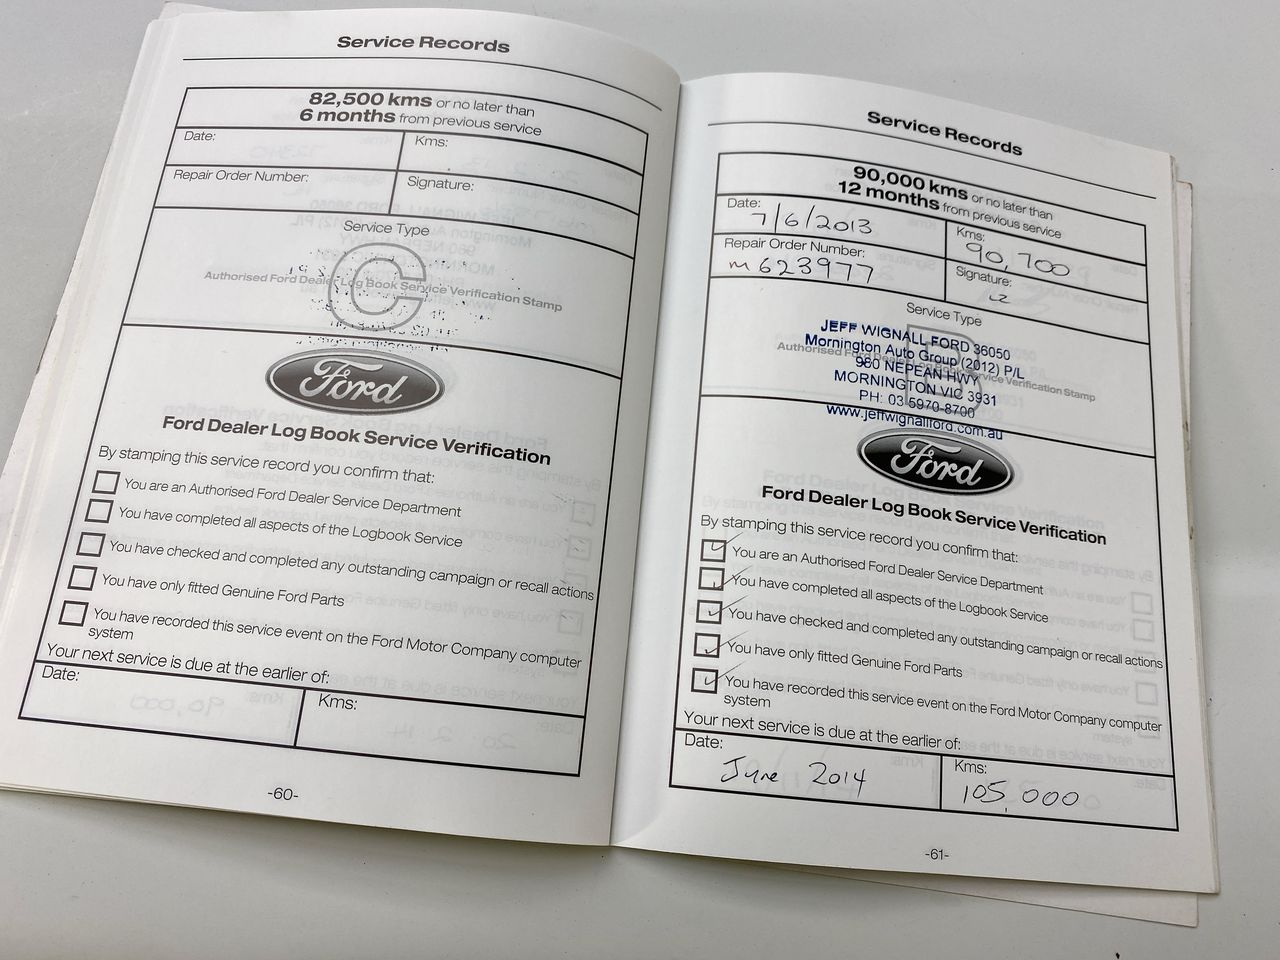 Service Records
82,500 kms or no later than
6 months from previous service
Date:
Kms:
Repair Order Number:
Signature:
Service Type
C
Authorised Ford Dealer Log Book Service Verification Stamp
Ford
Ford Dealer Log Book Service Verification
By stamping this service record you confirm that:
You are an Authorised Ford Dealer Service Department
You have completed all aspects of the Logbook Service
You have checked and completed any outstanding campaign or recall actions
You have only fitted Genuine Ford Parts
You have recorded this service event on the Ford Motor Company computer
system
Your next service is due at the earlier of:
Date:
Kms:
-60-
Service Records
90,000 kms or no later than
12 months from previous service
Date: 7/6/2013
Kms: 90,700
Repair Order Number:
M623977
Signature:
Service Type
B
Authorised Ford Dealer Log Book Service Verification Stamp
JEFF WIGNALL FORD 36050
Mornington Auto Group (2012) P/L
960 NEPEAN HWY
MORNINGTON VIC 3931
PH: 03 5970-8700
www.jeffwignallford.com.au
Ford
Ford Dealer Log Book Service Verification
By stamping this service record you confirm that:
You are an Authorised Ford Dealer Service Department
You have completed all aspects of the Logbook Service
You have checked and completed any outstanding campaign or recall actions
You have only fitted Genuine Ford Parts
You have recorded this service event on the Ford Motor Company computer
system
Your next service is due at the earlier of:
Date: June 2014
Kms: 105,000
-61-